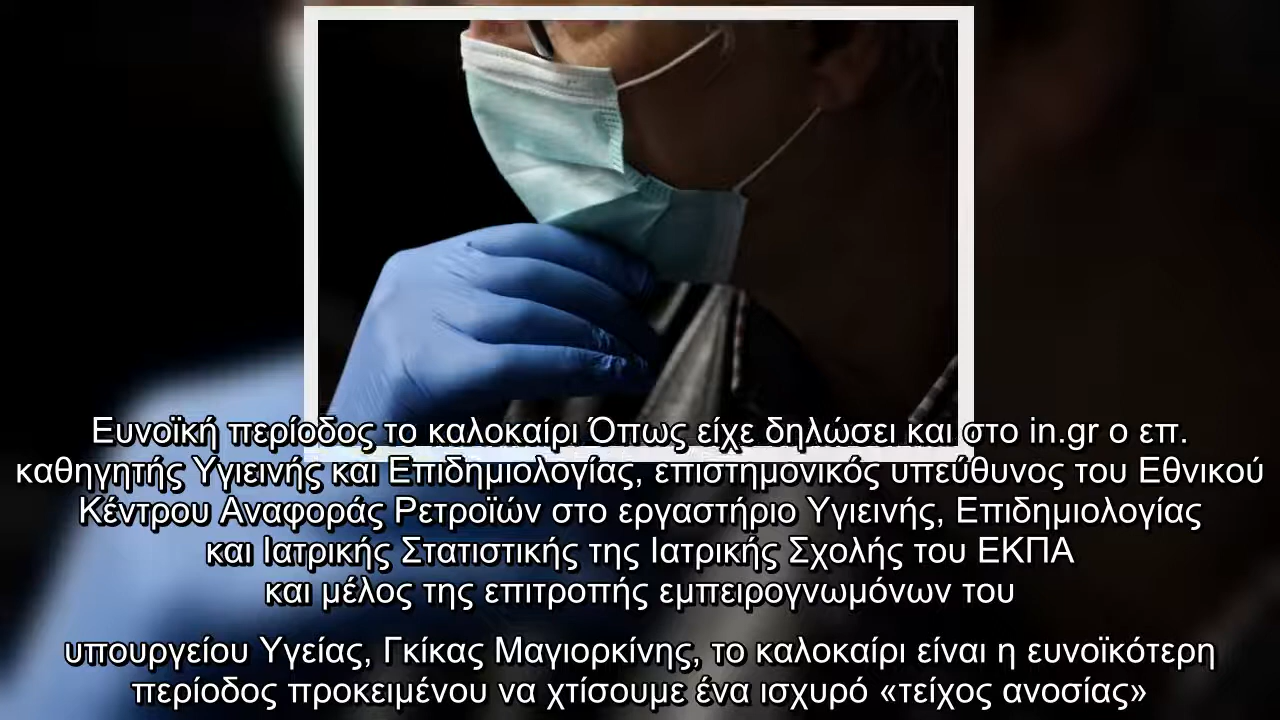 Ευνοϊκή περίοδος το καλοκαίρι Όπως είχε δηλώσει και στο in.gr ο επ.
καθηγητής Υγιεινής και Επιδημιολογίας, επιστημονικός υπεύθυνος του Εθνικού
Κέντρου Αναφοράς Ρετροϊών στο εργαστήριο Υγιεινής, Επιδημιολογίας
και Ιατρικής Στατιστικής της Ιατρικής Σχολής του ΕΚΠΑ
και μέλος της επιτροπής εμπειρογνωμόνων του
υπουργείου Υγείας, Γκίκας Μαγιορκίνης, το καλοκαίρι είναι η ευνοϊκότερη
περίοδος προκειμένου να χτίσουμε ένα ισχυρό «τείχος ανοσίας»